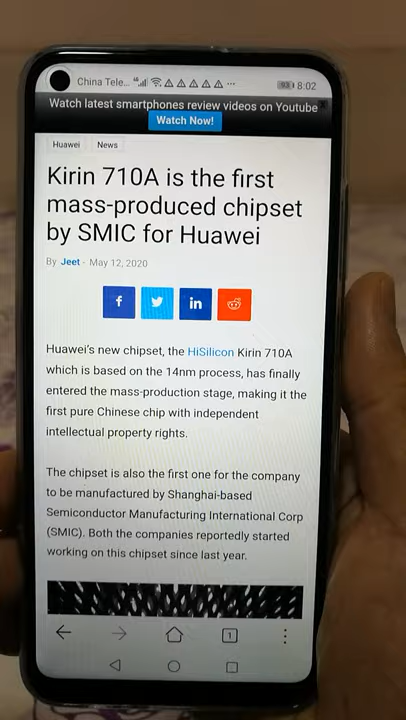 China Tele...
8:02
Watch latest smartphones review videos on Youtube
Watch Now!
Huawei
News
Kirin 710A is the first
mass-produced chipset
by SMIC for Huawei
By Jeet - May 12, 2020
Huawei's new chipset, the HiSilicon Kirin 710A
which is based on the 14nm process, has finally
entered the mass-production stage, making it the
first pure Chinese chip with independent
intellectual property rights.
The chipset is also the first one for the company
to be manufactured by Shanghai-based
Semiconductor Manufacturing International Corp
(SMIC). Both the companies reportedly started
working on this chipset since last year.
1